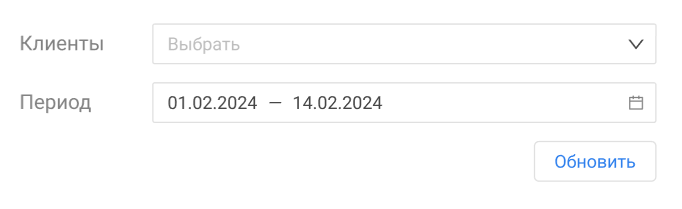 Клиенты Выбрать
Период 01.02.2024 — 14.02.2024
Обновить